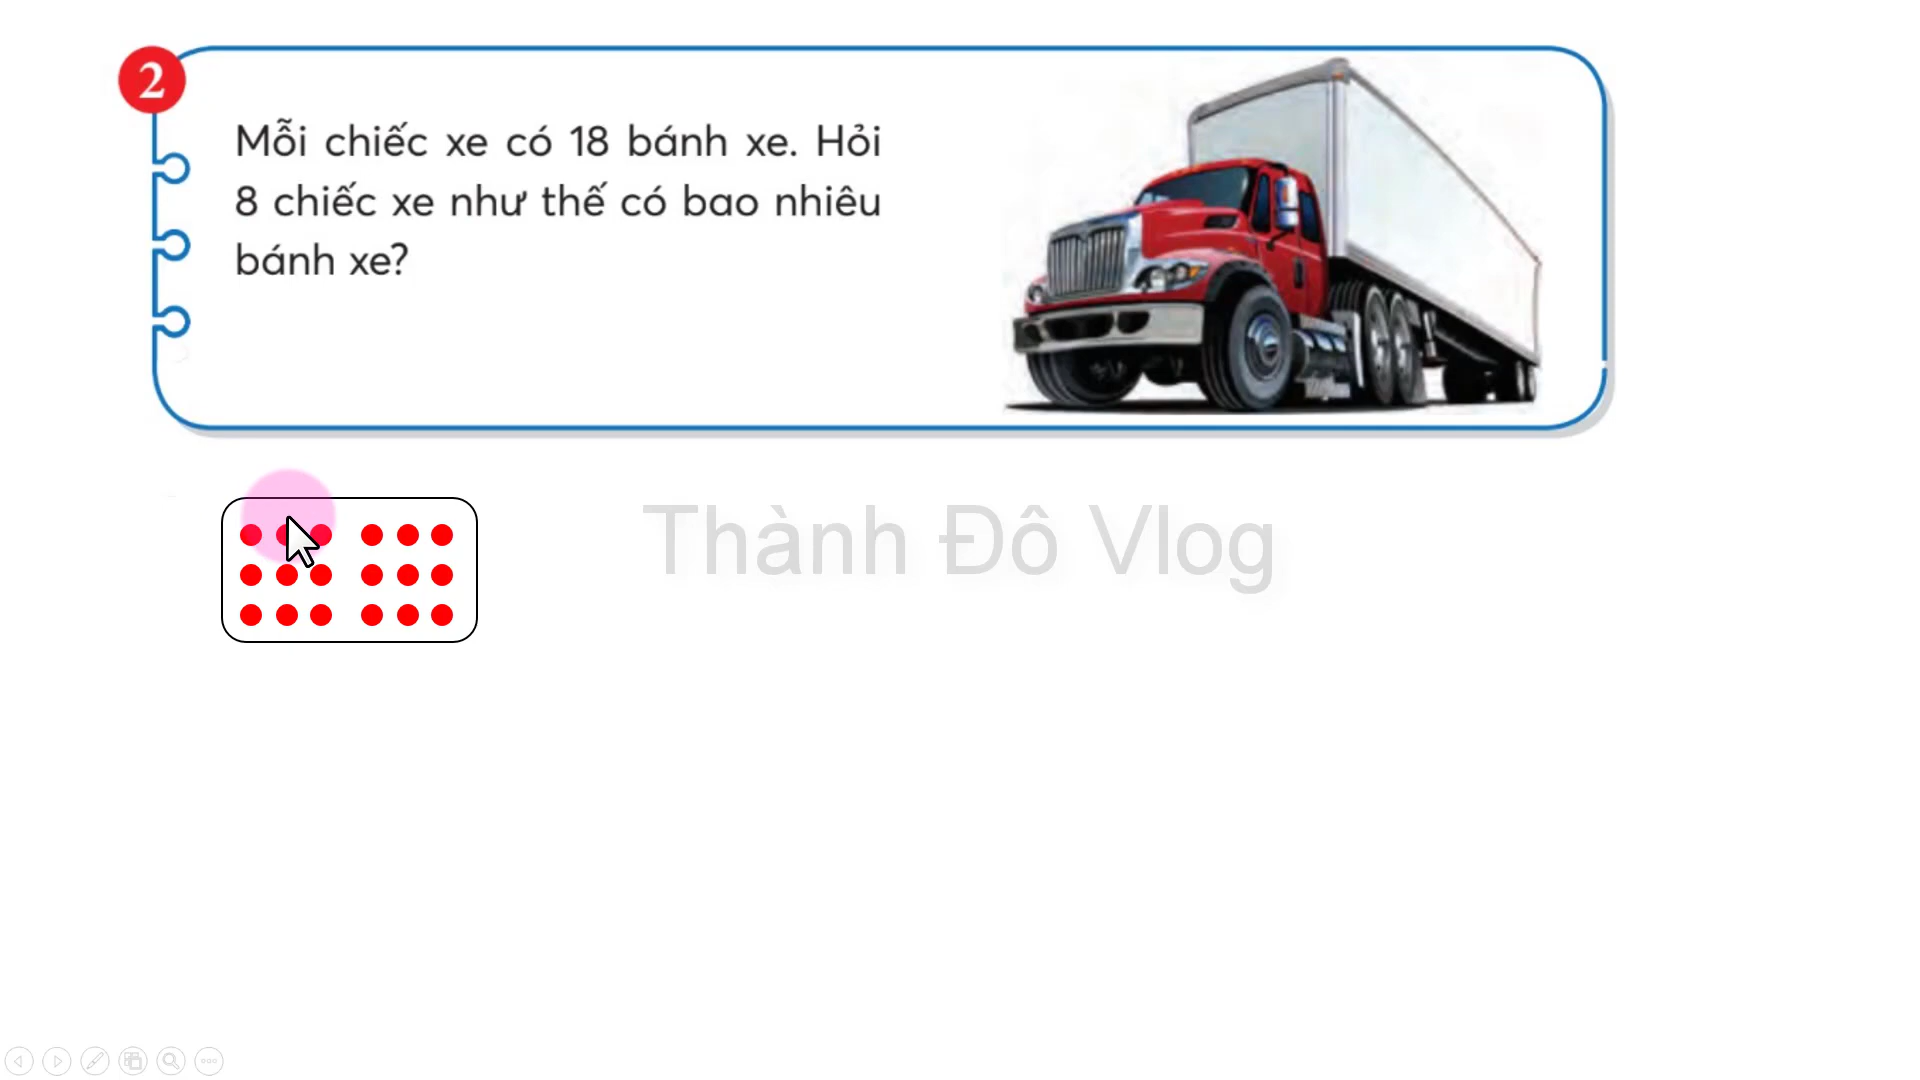 2
Mỗi chiếc xe có 18 bánh xe. Hỏi
8 chiếc xe như thế có bao nhiêu
bánh xe?
Thành Đô Vlog